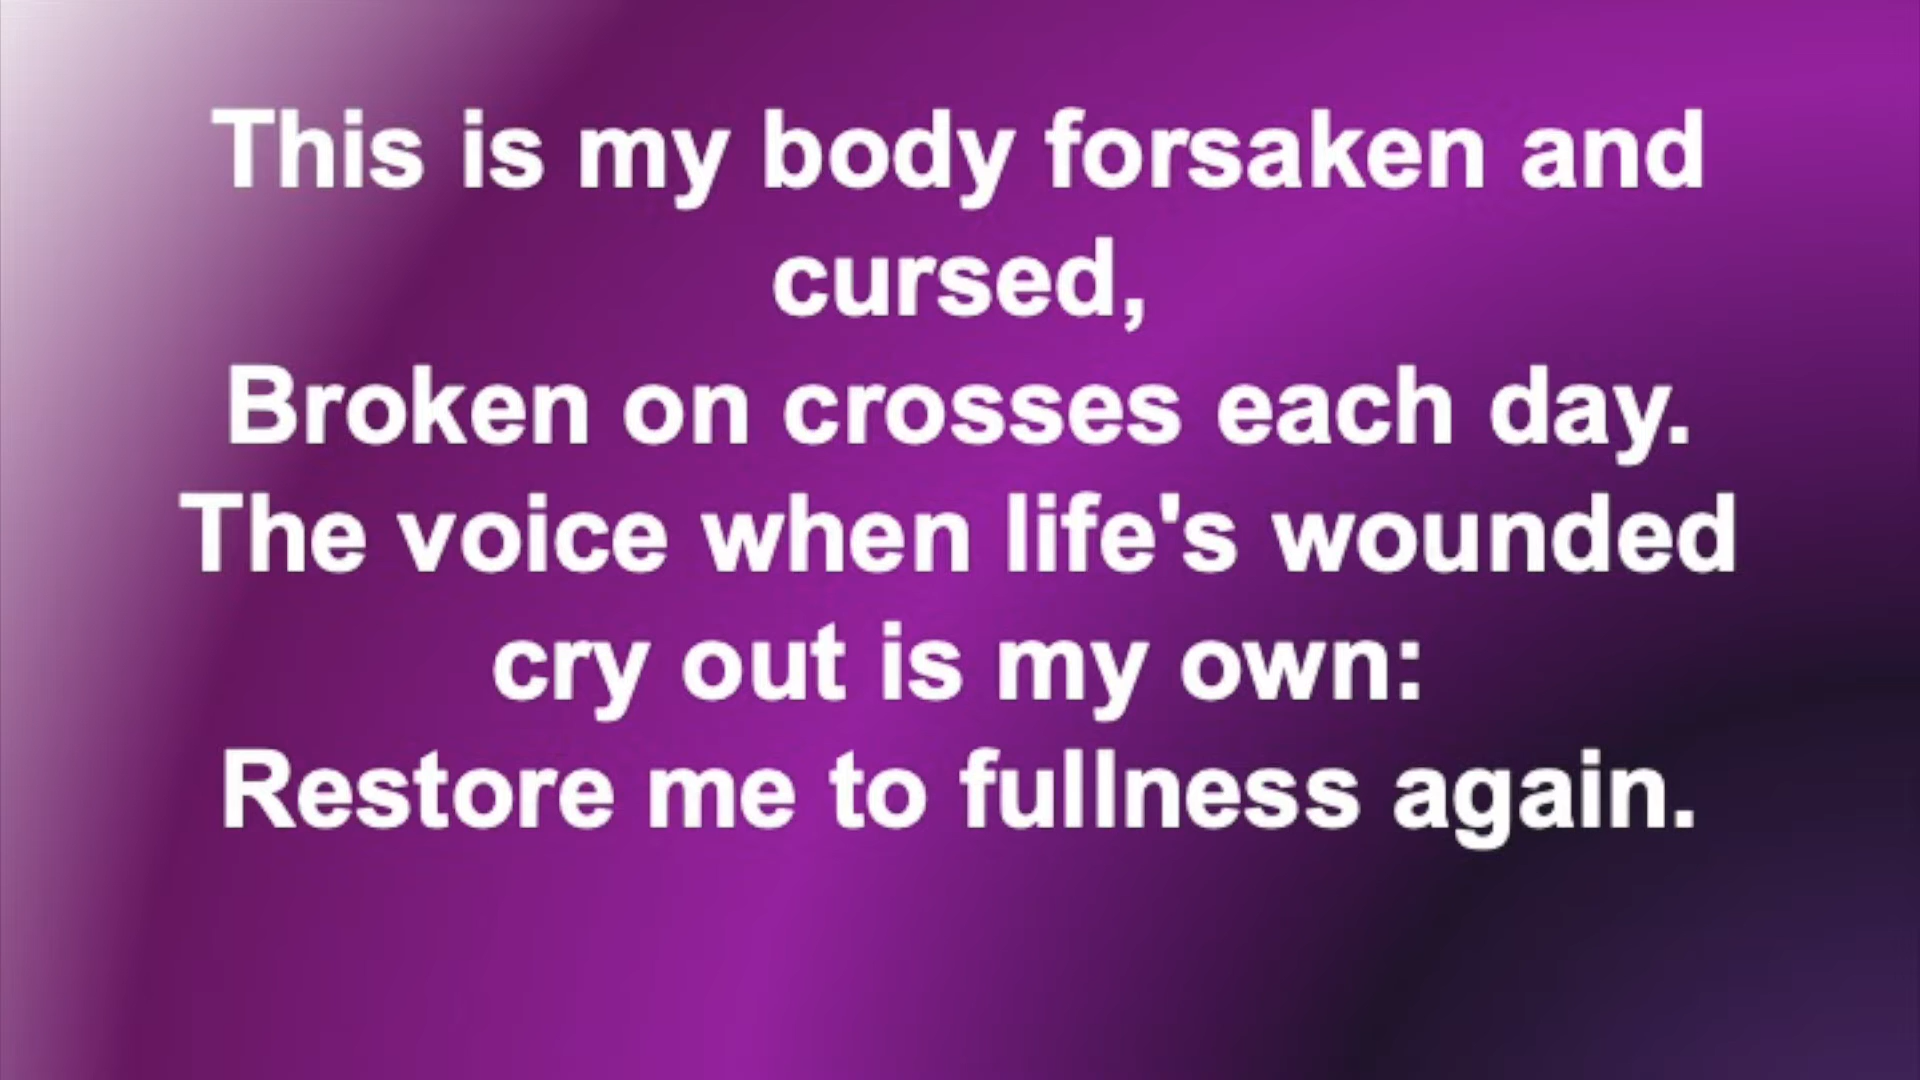 This is my body forsaken and
cursed,
Broken on crosses each day.
The voice when life's wounded
cry out is my own:
Restore me to fullness again.